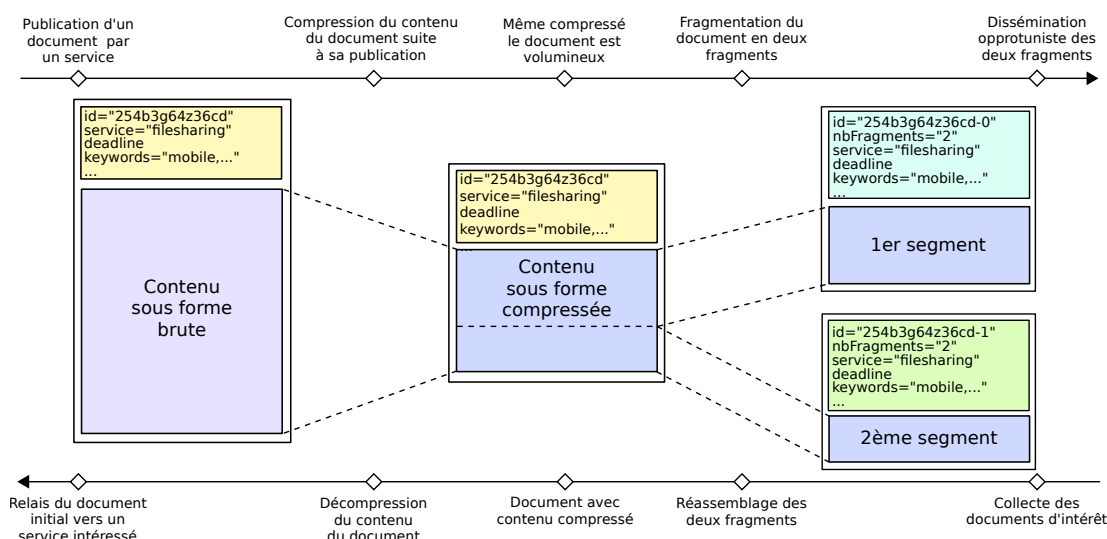 Publication d'un
document par
un service
Compression du contenu
du document suite
à sa publication
Même compressé
le document est
volumineux
Fragmentation du
document en deux
fragments
Dissémination
opprotuniste des
deux fragments
id="254b3g64z36cd"
service="filesharing"
deadline
keywords="mobile,..."
...
Contenu
sous forme
brute
id="254b3g64z36cd"
service="filesharing"
deadline
keywords="mobile,..."
...
Contenu
sous forme
compressée
id="254b3g64z36cd-0"
nbFragments="2"
service="filesharing"
deadline
keywords="mobile,..."
...
1er segment
id="254b3g64z36cd-1"
nbFragments="2"
service="filesharing"
deadline
keywords="mobile,..."
...
2ème segment
Relais du document
initial vers un
service intéressé
Décompression
du contenu
du document
Document avec
contenu compressé
Réassemblage des
deux fragments
Collecte des
documents d'intérêt